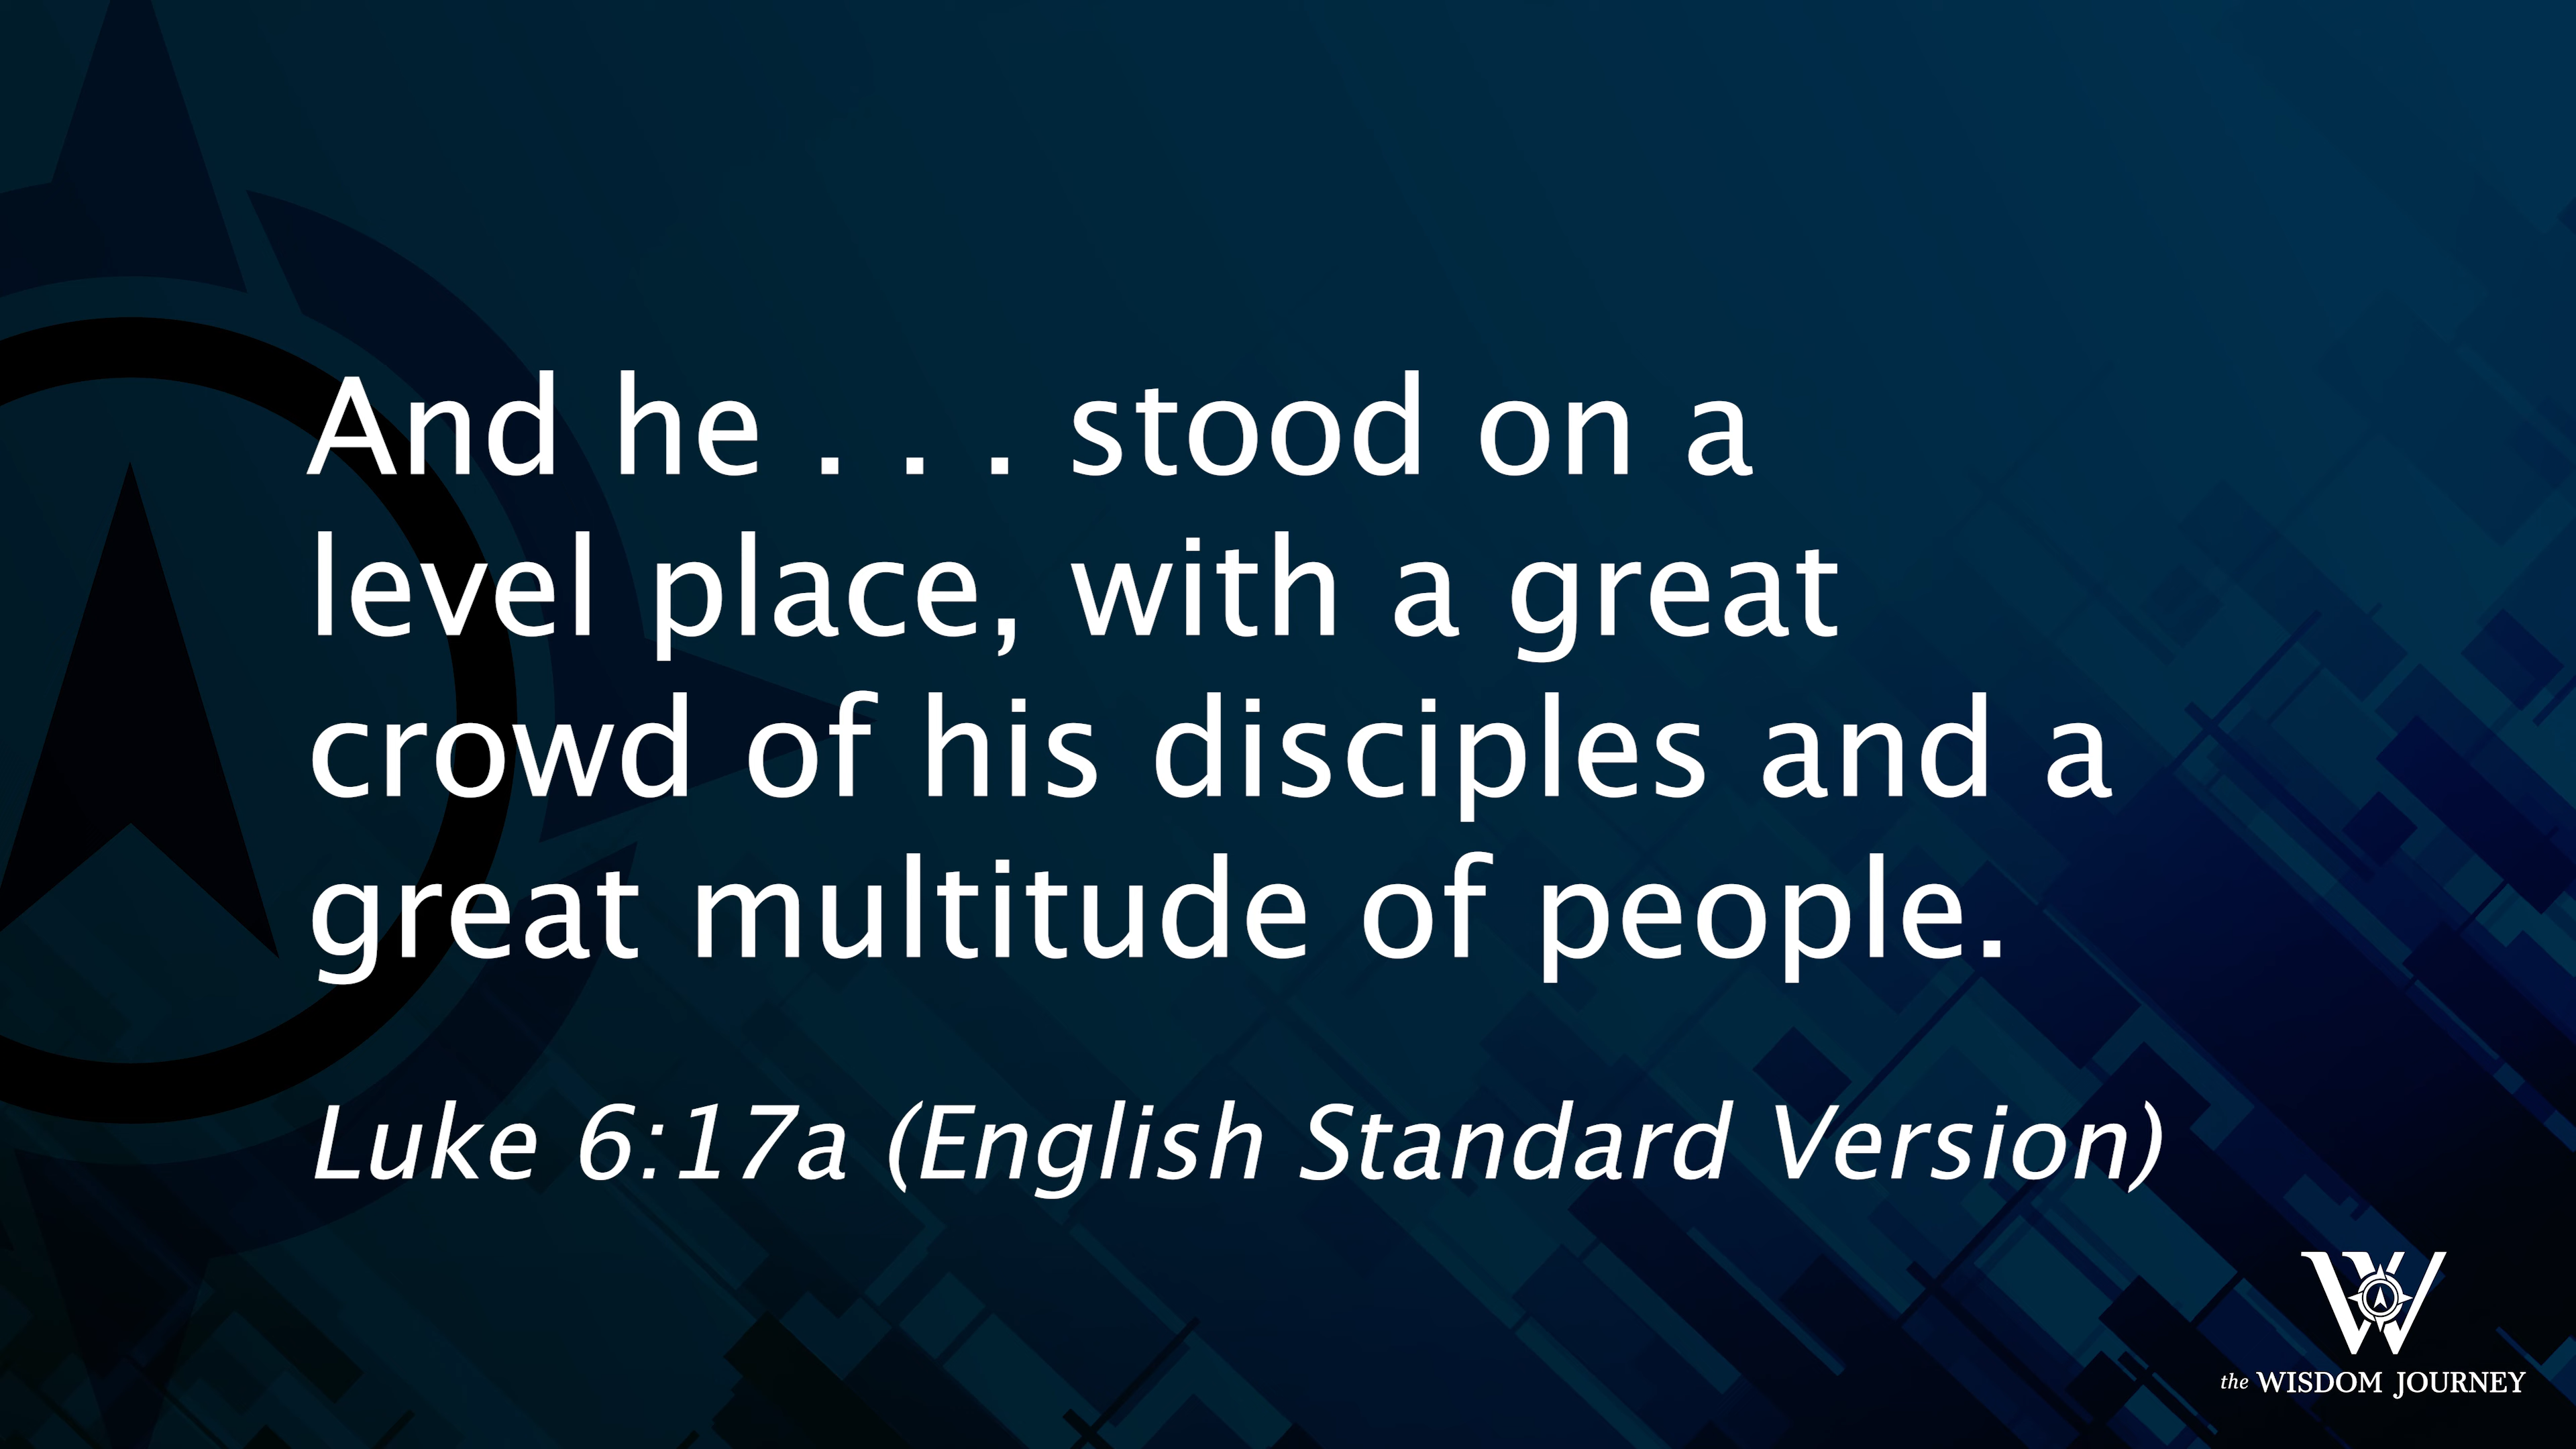 And he . . . stood on a
level place, with a great
crowd of his disciples and a
great multitude of people.
Luke 6:17a (English Standard Version)
W
the WISDOM JOURNEY